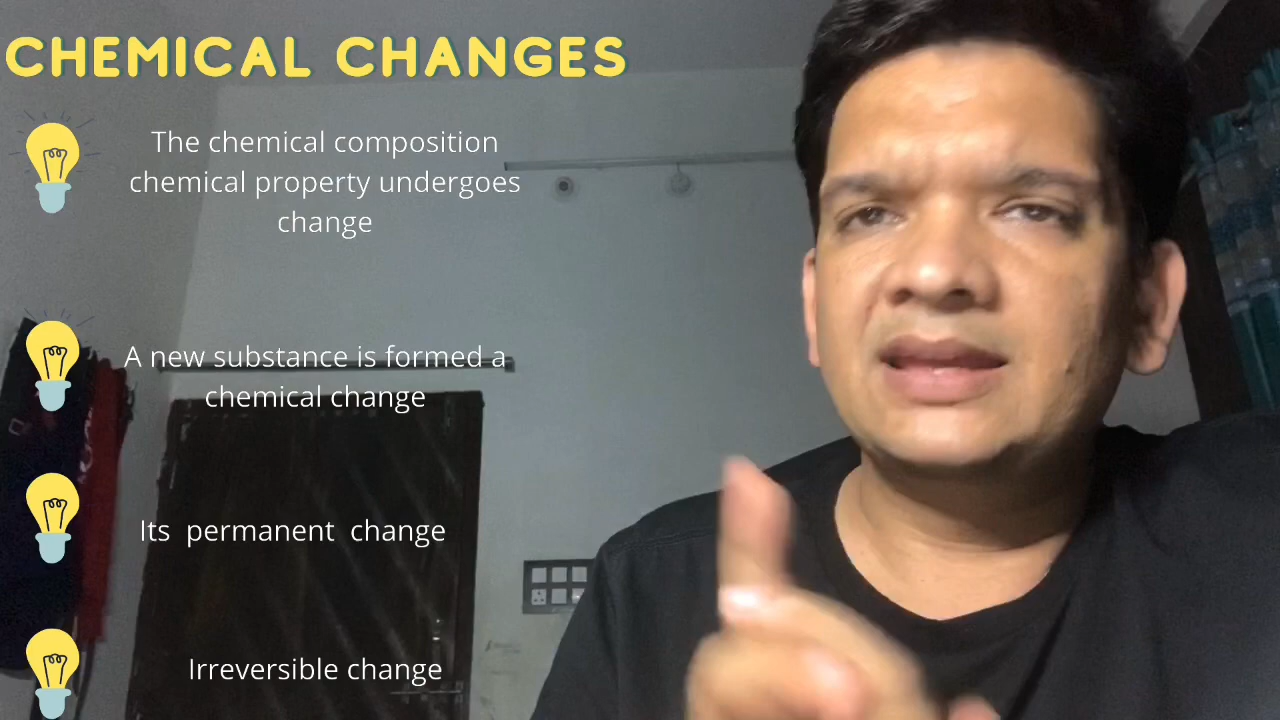 CHEMICAL CHANGES
The chemical composition
chemical property undergoes
change
A new substance is formed a
chemical change
Its permanent change
Irreversible change